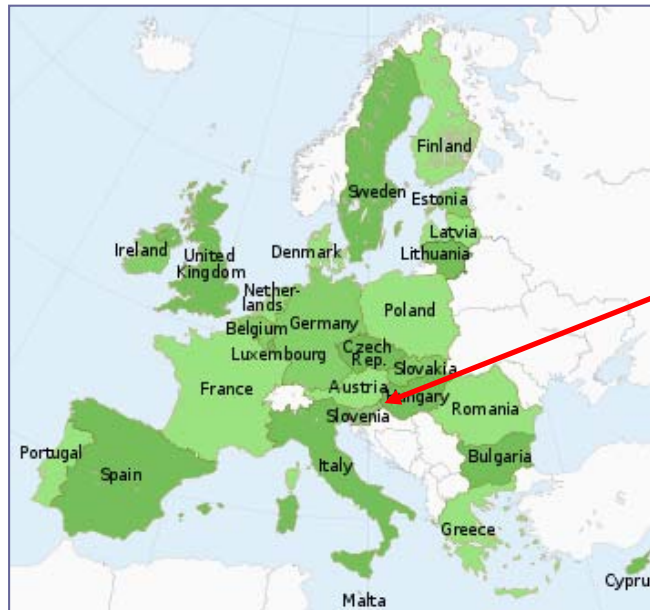 Finland
Sweden
Estonia
Latvia
Lithuania
Denmark
Ireland
United
Kingdom
Nether-
lands
Belgium
Luxembourg
Germany
Poland
Czech
Rep.
Slovakia
France
Austria
Hungary
Slovenia
Romania
Portugal
Spain
Italy
Bulgaria
Greece
Malta
Cypru